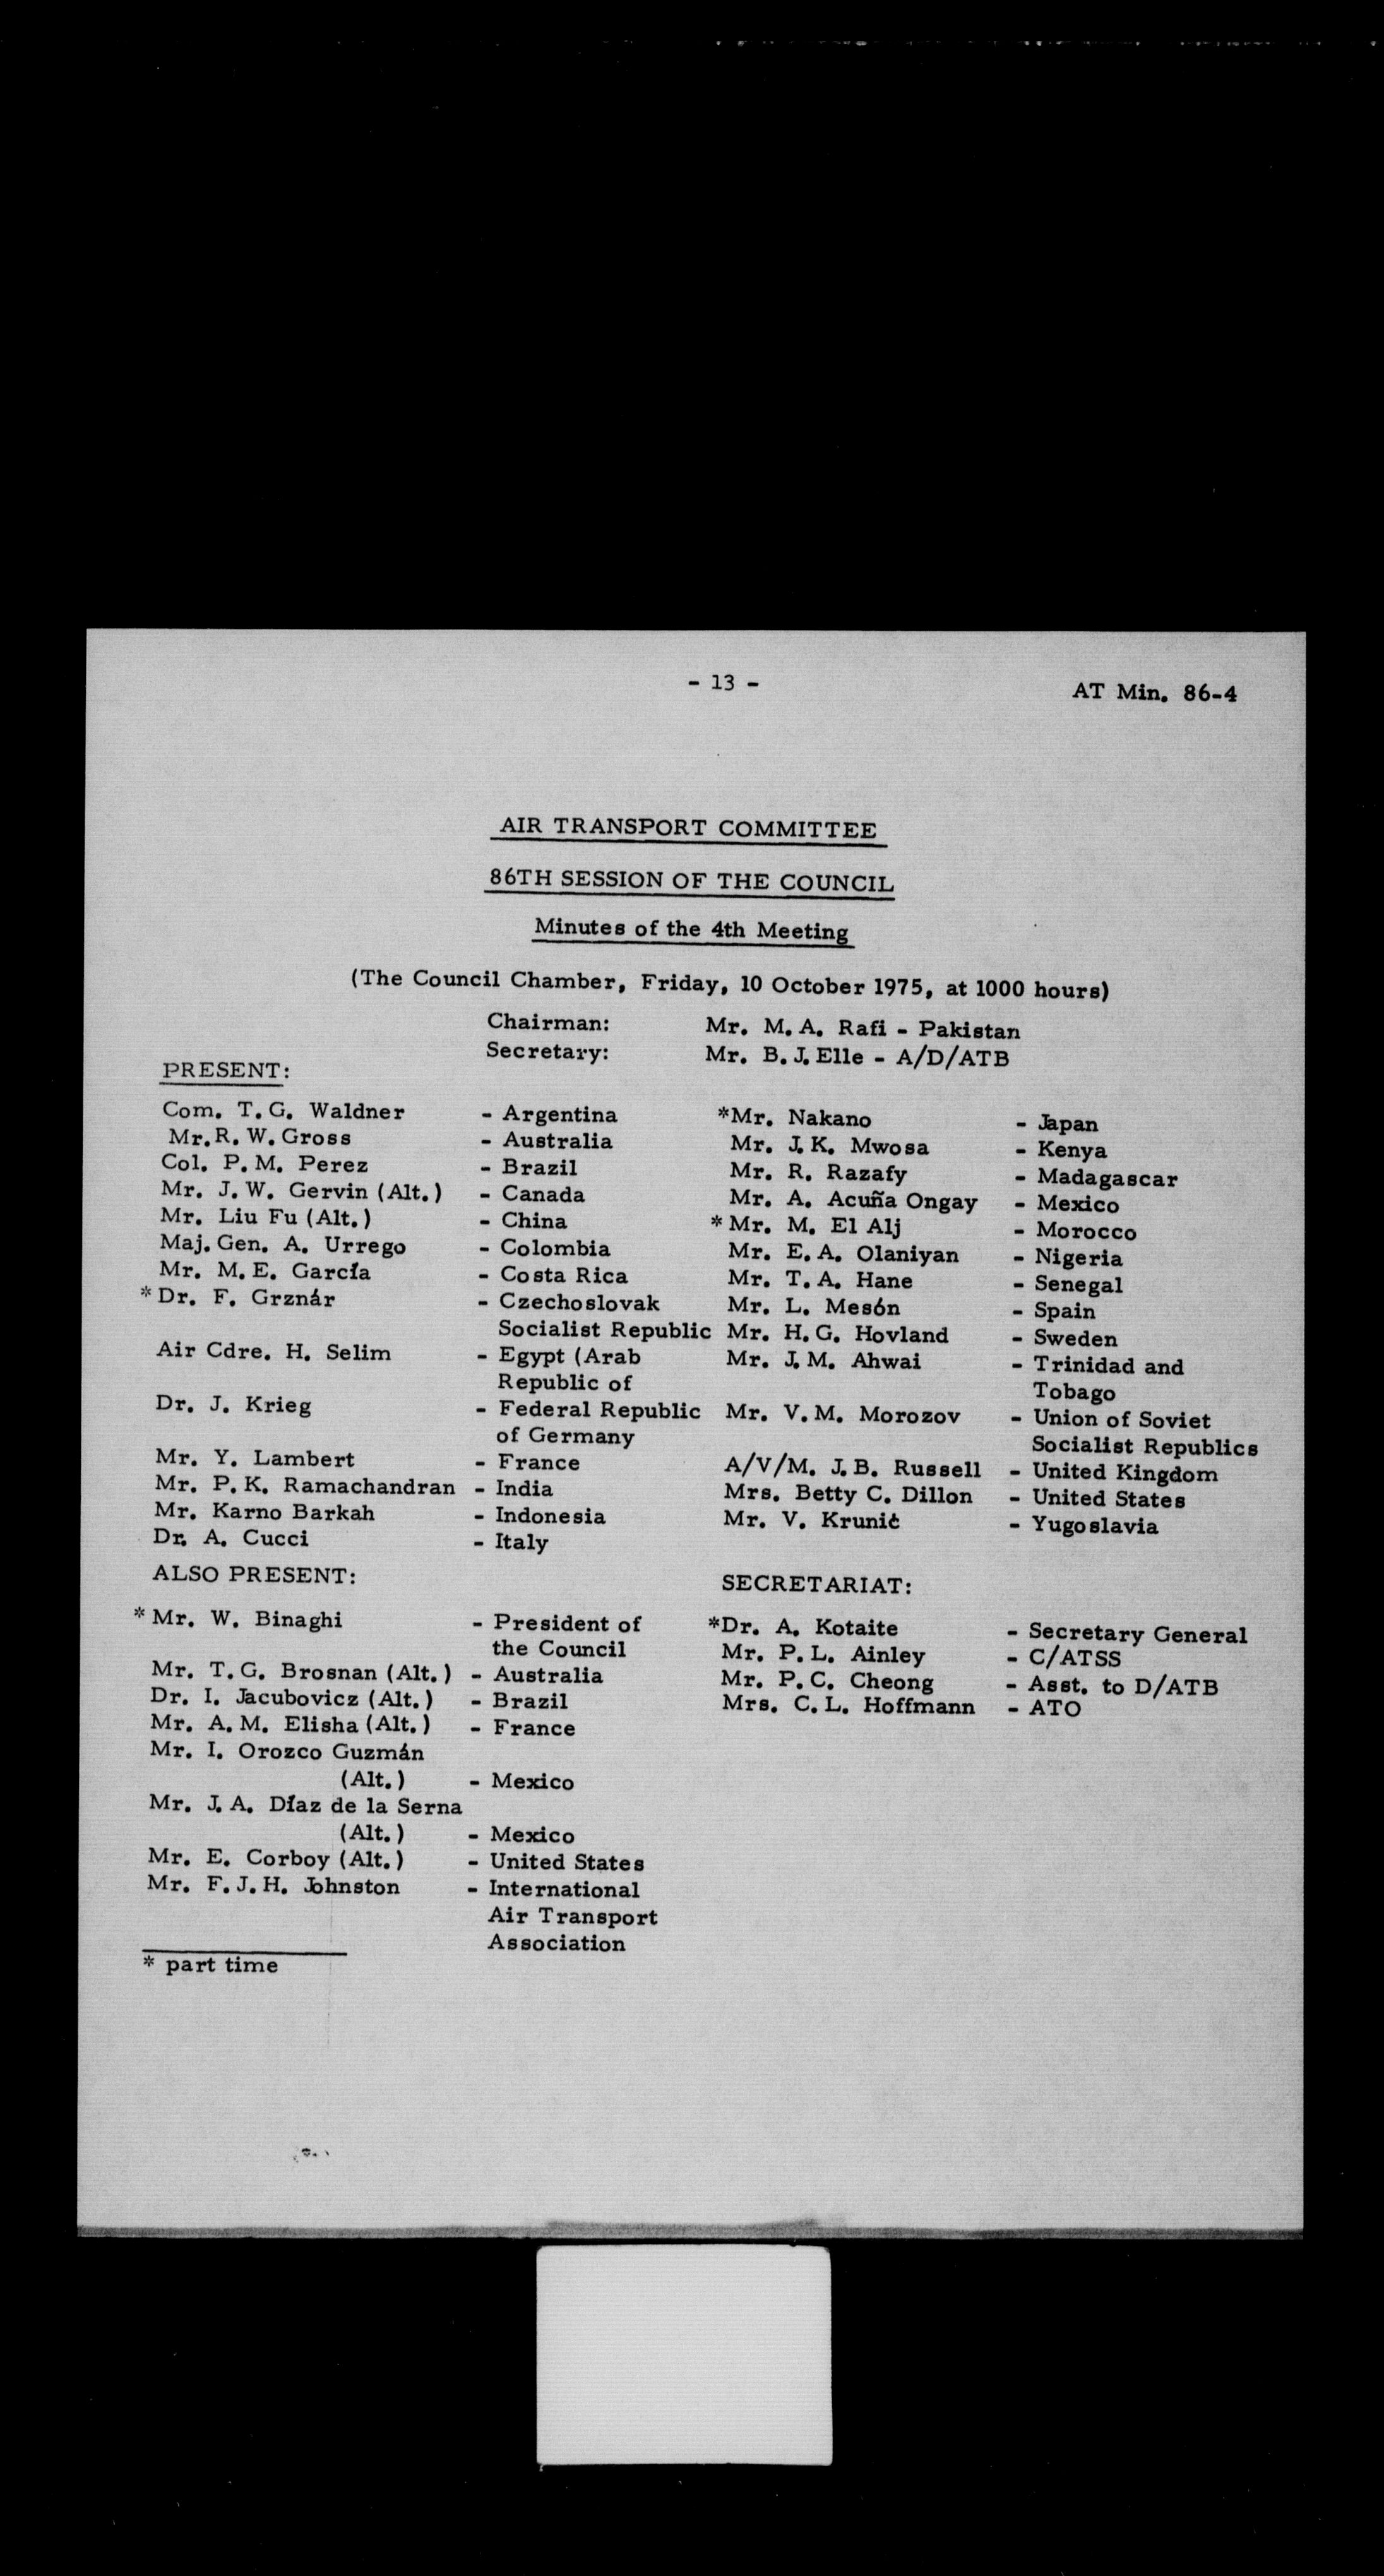 - 13 -
AT Min. 86-4
AIR TRANSPORT COMMITTEE
86TH SESSION OF THE COUNCIL
Minutes of the 4th Meeting
(The Council Chamber, Friday, 10 October 1975, at 1000 hours)
Chairman: Mr. M.A. Rafi - Pakistan
Secretary: Mr. B.J. Elle - A/D/ATB
PRESENT:
Com. T.G. Waldner - Argentina
Mr. R.W. Gross - Australia
Col. P.M. Perez - Brazil
Mr. J.W. Gervin (Alt.) - Canada
Mr. Liu Fu (Alt.) - China
Maj. Gen. A. Urrego - Colombia
Mr. M.E. García - Costa Rica
* Dr. F. Grznár - Czechoslovak
Socialist Republic
Air Cdre. H. Selim - Egypt (Arab
Republic of
Dr. J. Krieg - Federal Republic
of Germany
Mr. Y. Lambert - France
Mr. P.K. Ramachandran - India
Mr. Karno Barkah - Indonesia
Dr. A. Cucci - Italy
*Mr. Nakano - Japan
Mr. J.K. Mwosa - Kenya
Mr. R. Razafy - Madagascar
Mr. A. Acuña Ongay - Mexico
* Mr. M. El Alj - Morocco
Mr. E.A. Olaniyan - Nigeria
Mr. T.A. Hane - Senegal
Mr. L. Mesón - Spain
Mr. H.G. Hovland - Sweden
Mr. J.M. Ahwai - Trinidad and
Tobago
Mr. V.M. Morozov - Union of Soviet
Socialist Republics
A/V/M. J.B. Russell - United Kingdom
Mrs. Betty C. Dillon - United States
Mr. V. Krunić - Yugoslavia
ALSO PRESENT:
* Mr. W. Binaghi - President of
the Council
Mr. T.G. Brosnan (Alt.) - Australia
Dr. I. Jacubovicz (Alt.) - Brazil
Mr. A.M. Elisha (Alt.) - France
Mr. I. Orozco Guzmán
(Alt.) - Mexico
Mr. J.A. Díaz de la Serna
(Alt.) - Mexico
Mr. E. Corboy (Alt.) - United States
Mr. F.J.H. Johnston - International
Air Transport
Association
SECRETARIAT:
*Dr. A. Kotaite - Secretary General
Mr. P.L. Ainley - C/ATSS
Mr. P.C. Cheong - Asst. to D/ATB
Mrs. C.L. Hoffmann - ATO
* part time